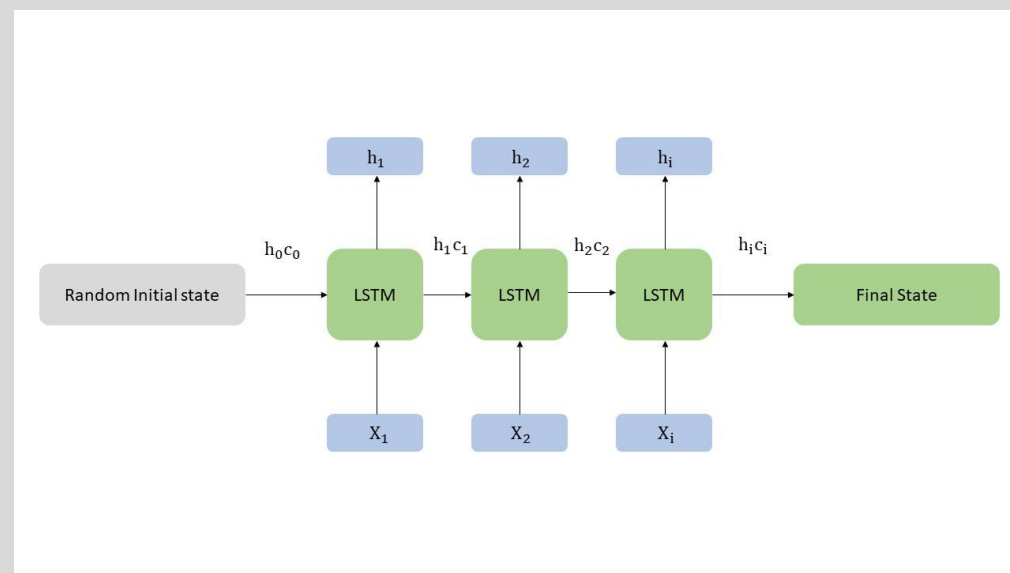 h₁
h₂
hᵢ
h₀c₀
h₁c₁
h₂c₂
hᵢcᵢ
Random Initial state
LSTM
LSTM
LSTM
Final State
X₁
X₂
Xᵢ